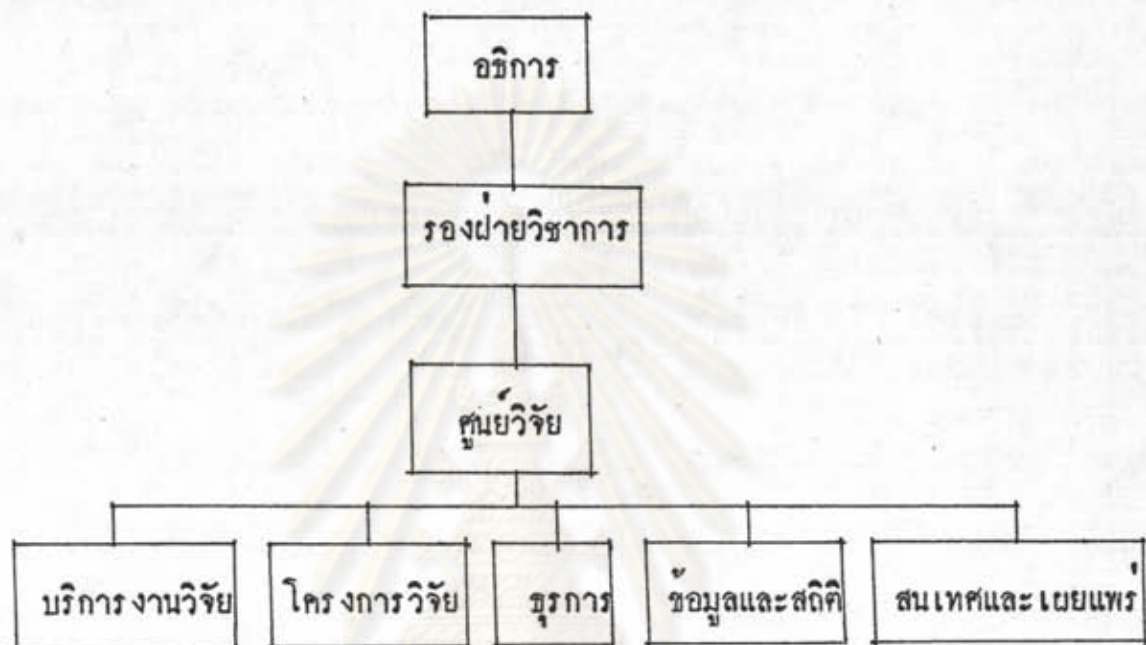 อธิการ
รองฝ่ายวิชาการ
ศูนย์วิจัย
บริการงานวิจัย
โครงการวิจัย
ธุรการ
ข้อมูลและสถิติ
สนเทศและเผยแพร่